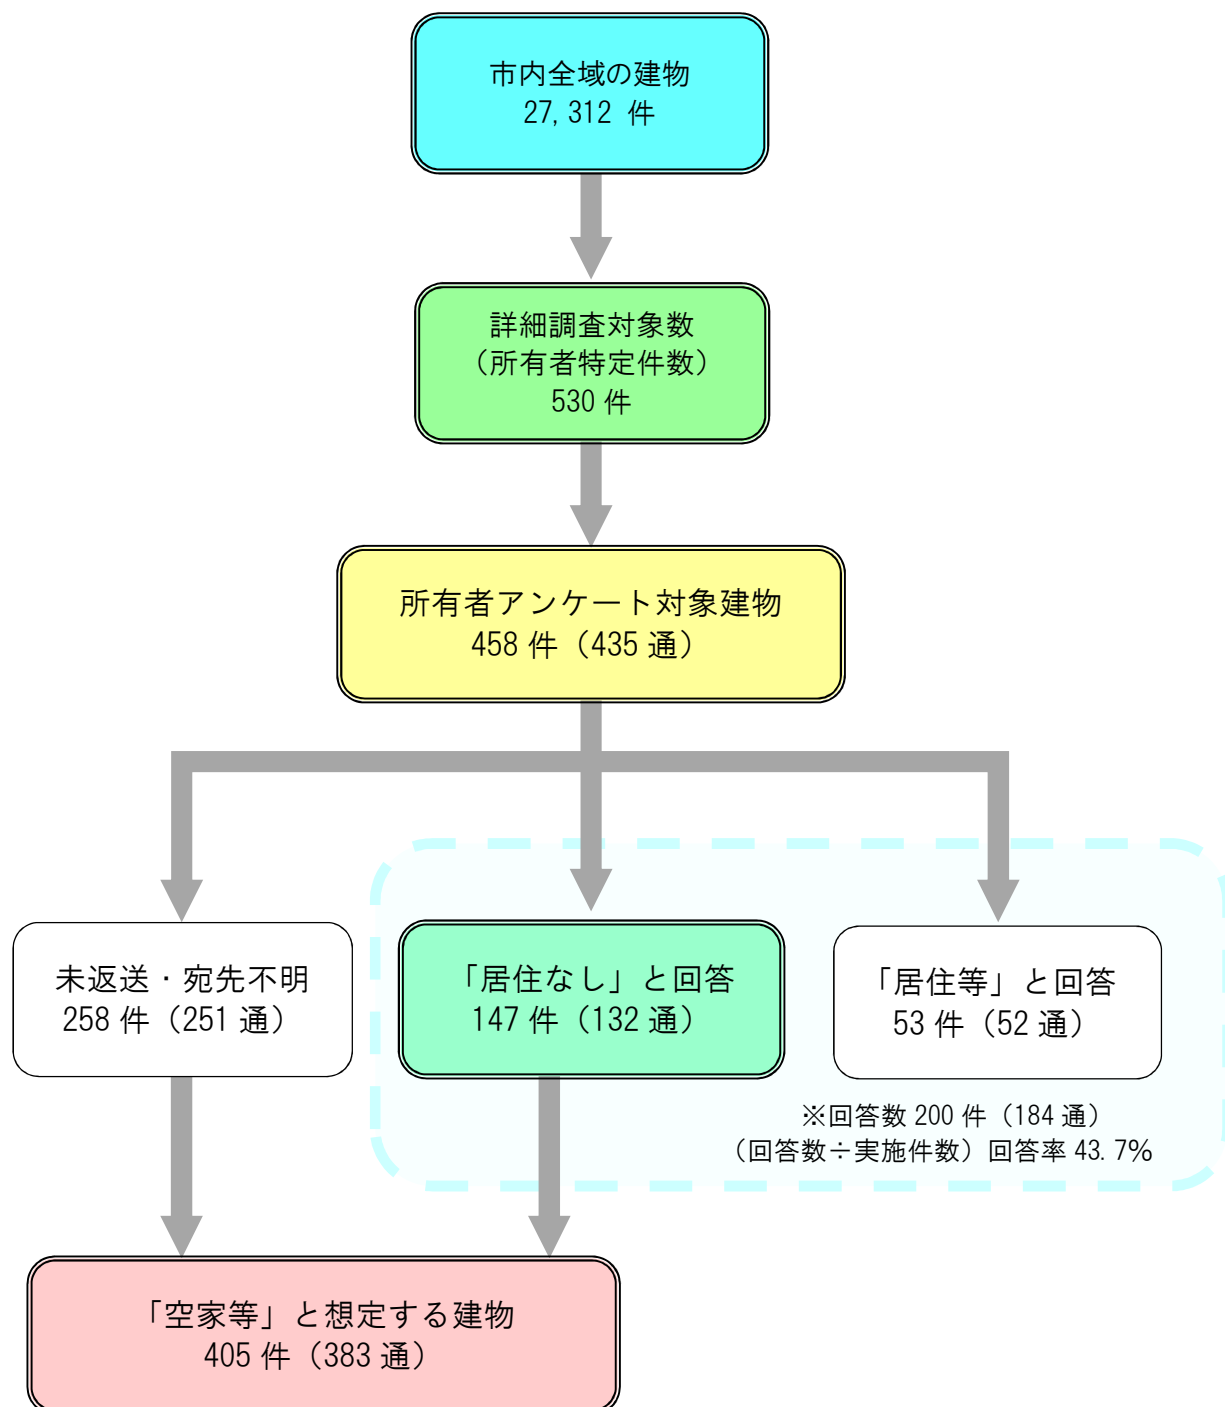 市内全域の建物
27,312 件
詳細調査対象数
（所有者特定件数）
530 件
所有者アンケート対象建物
458 件（435 通）
未返送・宛先不明
258 件（251 通）
「居住なし」と回答
147 件（132 通）
「居住等」と回答
53 件（52 通）
※回答数 200 件（184 通）
（回答数÷実施件数）回答率 43.7%
「空家等」と想定する建物
405 件（383 通）